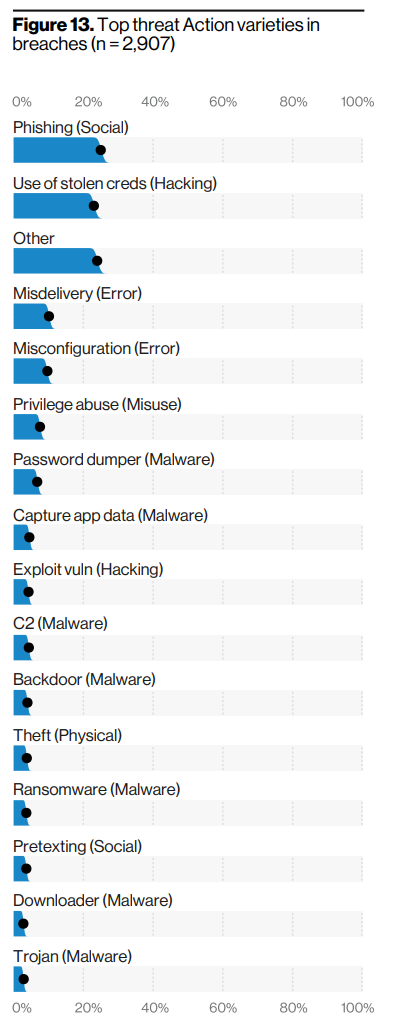 Figure 13. Top threat Action varieties in
breaches (n = 2,907)
0% 20% 40% 60% 80% 100%
Phishing (Social)
Use of stolen creds (Hacking)
Other
Misdelivery (Error)
Misconfiguration (Error)
Privilege abuse (Misuse)
Password dumper (Malware)
Capture app data (Malware)
Exploit vuln (Hacking)
C2 (Malware)
Backdoor (Malware)
Theft (Physical)
Ransomware (Malware)
Pretexting (Social)
Downloader (Malware)
Trojan (Malware)
0% 20% 40% 60% 80% 100%